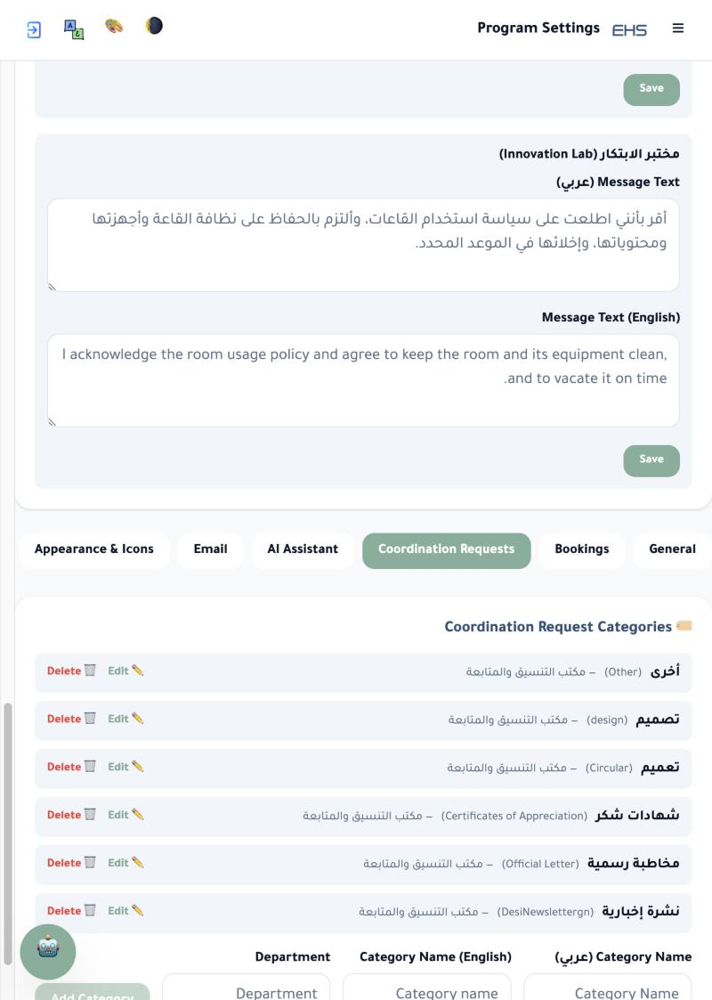 Program Settings EHS
Save
مختبر الابتكار (Innovation Lab)
Message Text (عربي)
أقر بأنني اطلعت على سياسة استخدام القاعات، وألتزم بالحفاظ على نظافة القاعة وأجهزتها
ومحتوياتها، وإخلائها في الموعد المحدد.
Message Text (English)
I acknowledge the room usage policy and agree to keep the room and its equipment clean,
and to vacate it on time.
Save
General
Bookings
Coordination Requests
AI Assistant
Email
Appearance & Icons
Coordination Request Categories
أخرى (Other) – مكتب التنسيق والمتابعة Edit Delete
تصميم (design) – مكتب التنسيق والمتابعة Edit Delete
تعميم (Circular) – مكتب التنسيق والمتابعة Edit Delete
شهادات شكر (Certificates of Appreciation) – مكتب التنسيق والمتابعة Edit Delete
مخاطبة رسمية (Official Letter) – مكتب التنسيق والمتابعة Edit Delete
نشرة إخبارية (DesiNewslettergn) – مكتب التنسيق والمتابعة Edit Delete
Category Name (عربي)
Category Name
Category Name (English)
Category name
Department
Department
Add Category